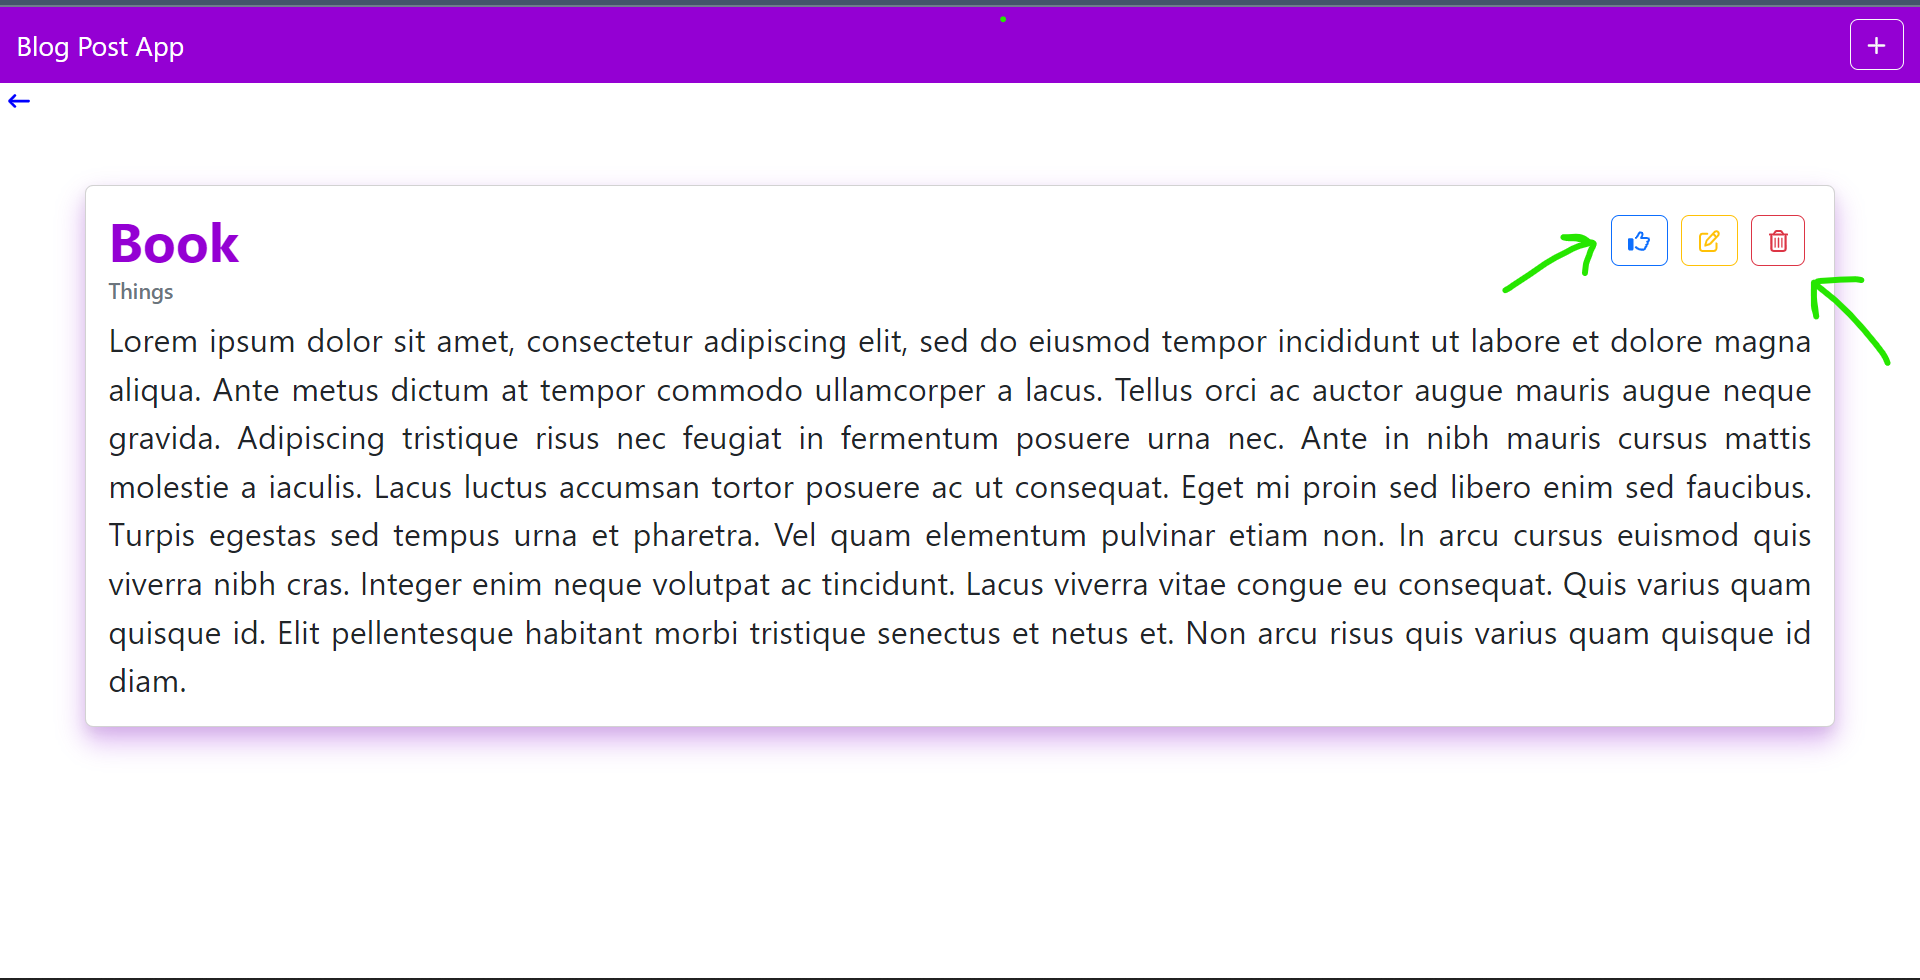 Blog Post App
Book
Things
Lorem ipsum dolor sit amet, consectetur adipiscing elit, sed do eiusmod tempor incididunt ut labore et dolore magna
aliqua. Ante metus dictum at tempor commodo ullamcorper a lacus. Tellus orci ac auctor augue mauris augue neque
gravida. Adipiscing tristique risus nec feugiat in fermentum posuere urna nec. Ante in nibh mauris cursus mattis
molestie a iaculis. Lacus luctus accumsan tortor posuere ac ut consequat. Eget mi proin sed libero enim sed faucibus.
Turpis egestas sed tempus urna et pharetra. Vel quam elementum pulvinar etiam non. In arcu cursus euismod quis
viverra nibh cras. Integer enim neque volutpat ac tincidunt. Lacus viverra vitae congue eu consequat. Quis varius quam
quisque id. Elit pellentesque habitant morbi tristique senectus et netus et. Non arcu risus quis varius quam quisque id
diam.